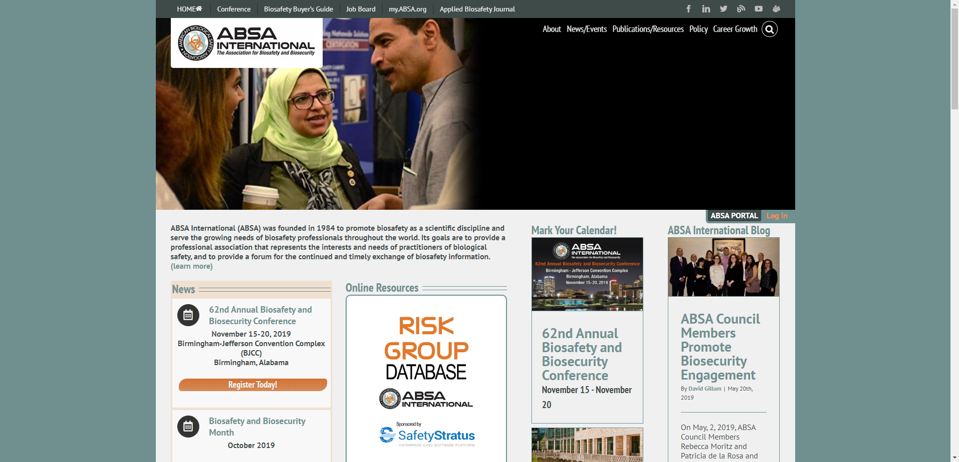 HOME
Conference
Biosafety Buyer's Guide
Job Board
my.ABSA.org
Applied Biosafety Journal
ABSA
INTERNATIONAL
The Association for Biosafety and Biosecurity
About
News/Events
Publications/Resources
Policy
Career Growth
ABSA PORTAL
Log in
ABSA International (ABSA) was founded in 1984 to promote biosafety as a scientific discipline and
serve the growing needs of biosafety professionals throughout the world. Its goals are to provide a
professional association that represents the interests and needs of practitioners of biological
safety, and to provide a forum for the continued and timely exchange of biosafety information.
(learn more)
News
62nd Annual Biosafety and
Biosecurity Conference
November 15-20, 2019
Birmingham-Jefferson Convention Complex
(BJCC)
Birmingham, Alabama
Register Today!
Biosafety and Biosecurity
Month
October 2019
Online Resources
RISK
GROUP
DATABASE
ABSA
INTERNATIONAL
Sponsored by
SafetyStratus
Mark Your Calendar!
ABSA
INTERNATIONAL
62nd Annual Biosafety and Biosecurity Conference
Birmingham - Jefferson Convention Complex
Birmingham, Alabama
November 15-20, 2019
62nd Annual
Biosafety and
Biosecurity
Conference
November 15 - November
20
ABSA International Blog
ABSA Council
Members
Promote
Biosecurity
Engagement
By David Gillum | May 20th,
2019
On May, 2, 2019, ABSA
Council Members
Rebecca Moritz and
Patricia de la Rosa and